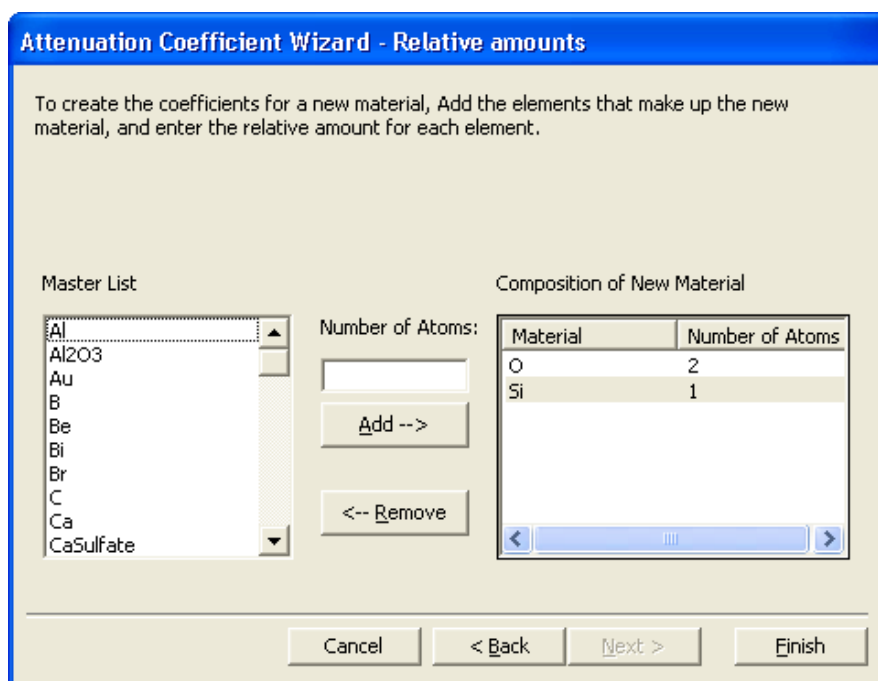 Attenuation Coefficient Wizard - Relative amounts
To create the coefficients for a new material, Add the elements that make up the new
material, and enter the relative amount for each element.
Master List
Al
Al2O3
Au
B
Be
Bi
Br
C
Ca
CaSulfate
Number of Atoms:
Add -->
<-- Remove
Composition of New Material
Material Number of Atoms
O 2
Si 1
Cancel < Back Next > Finish